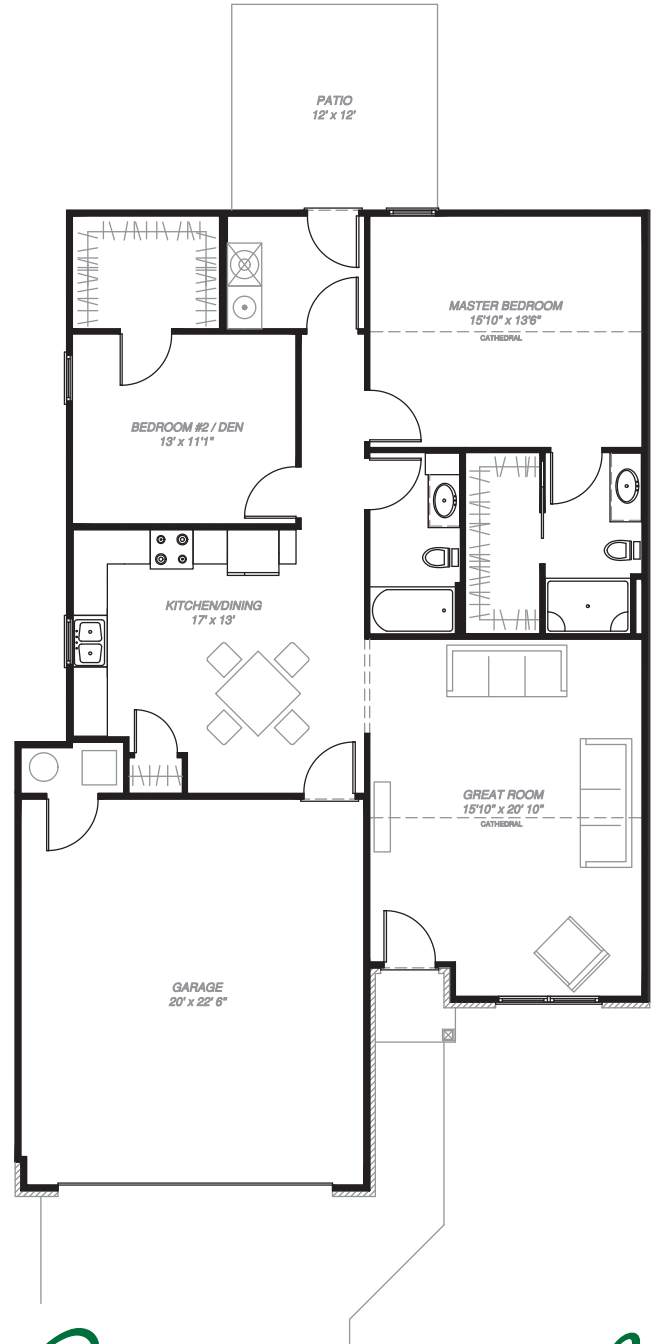 PATIO
12' x 12'
MASTER BEDROOM
15'10" x 13'6"
CATHEDRAL
BEDROOM #2 / DEN
13' x 11'1"
KITCHEN/DINING
17' x 13'
GREAT ROOM
15'10" x 20' 10"
CATHEDRAL
GARAGE
20' x 22' 6"